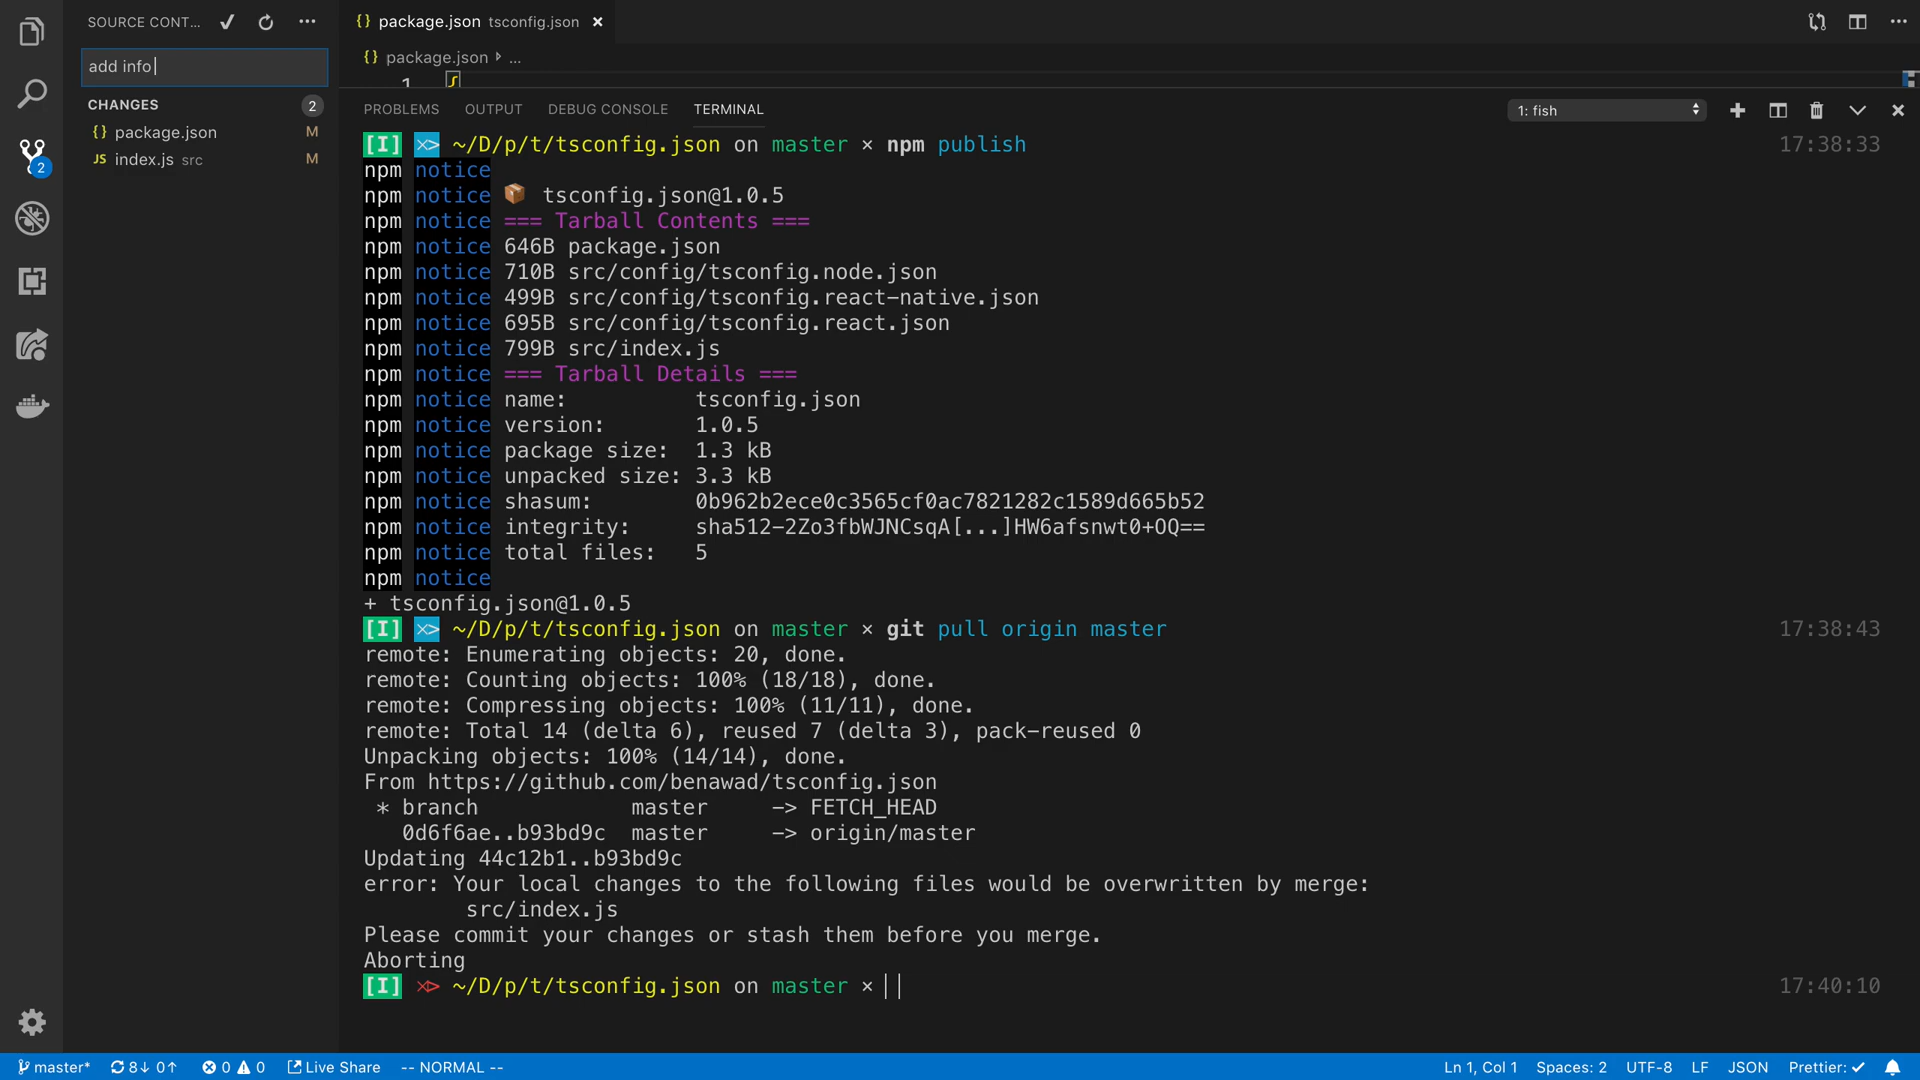 SOURCE CONT...
add info
CHANGES 2
{} package.json M
JS index.js src M
2
{} package.json tsconfig.json ×
{} package.json › ...
1 {
PROBLEMS OUTPUT DEBUG CONSOLE TERMINAL 1: fish
[I] ~/D/p/t/tsconfig.json on master × npm publish 17:38:33
npm notice
npm notice 📦 tsconfig.json@1.0.5
npm notice === Tarball Contents ===
npm notice 646B package.json
npm notice 710B src/config/tsconfig.node.json
npm notice 499B src/config/tsconfig.react-native.json
npm notice 695B src/config/tsconfig.react.json
npm notice 799B src/index.js
npm notice === Tarball Details ===
npm notice name: tsconfig.json
npm notice version: 1.0.5
npm notice package size: 1.3 kB
npm notice unpacked size: 3.3 kB
npm notice shasum: 0b962b2ece0c3565cf0ac7821282c1589d665b52
npm notice integrity: sha512-2Zo3fbWJNCsqA[...]HW6afsnwt0+OQ==
npm notice total files: 5
npm notice
+ tsconfig.json@1.0.5
[I] ~/D/p/t/tsconfig.json on master × git pull origin master 17:38:43
remote: Enumerating objects: 20, done.
remote: Counting objects: 100% (18/18), done.
remote: Compressing objects: 100% (11/11), done.
remote: Total 14 (delta 6), reused 7 (delta 3), pack-reused 0
Unpacking objects: 100% (14/14), done.
From https://github.com/benawad/tsconfig.json
* branch master -> FETCH_HEAD
0d6f6ae..b93bd9c master -> origin/master
Updating 44c12b1..b93bd9c
error: Your local changes to the following files would be overwritten by merge:
src/index.js
Please commit your changes or stash them before you merge.
Aborting
[I] ~/D/p/t/tsconfig.json on master × 17:40:10
master* 8↓ 0↑ 0 0 Live Share -- NORMAL -- Ln 1, Col 1 Spaces: 2 UTF-8 LF JSON Prettier: ✓